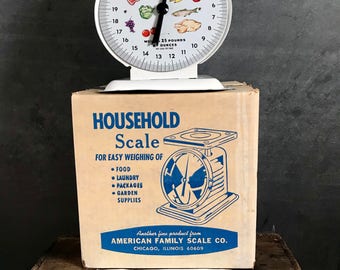 25 POUNDS
OUNCES
HOUSEHOLD
Scale
FOR EASY WEIGHING OF
• FOOD
• LAUNDRY
• PACKAGES
• GARDEN
SUPPLIES
Another fine product from
AMERICAN FAMILY SCALE CO.
CHICAGO, ILLINOIS 60609